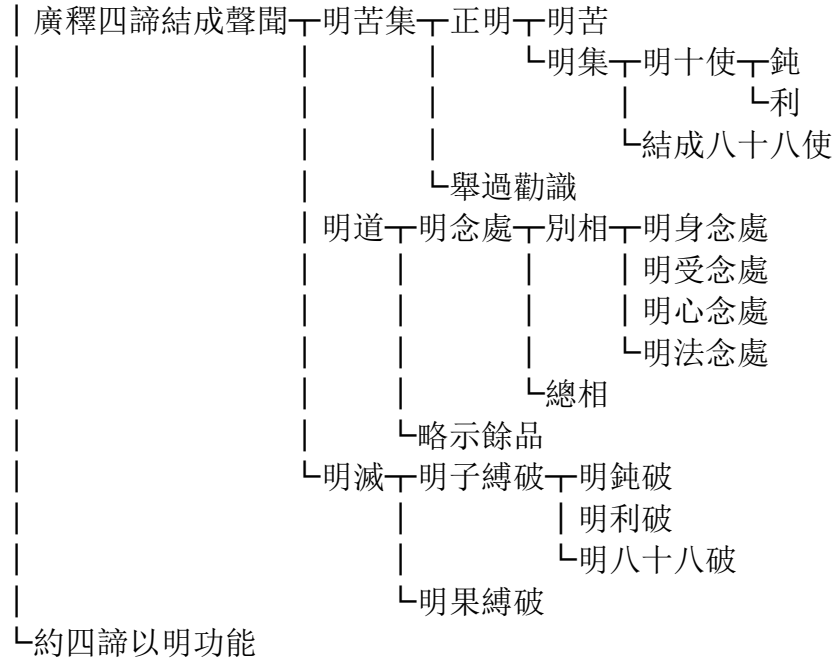 廣釋四諦結成聲聞 明苦集 正明 明苦
明集 明十使 鈍
利
結成八十八使
舉過勸識
明道 明念處 別相 明身念處
明受念處
明心念處
明法念處
總相
略示餘品
明滅 明子縛破 明鈍破
明利破
明八十八破
明果縛破
約四諦以明功能